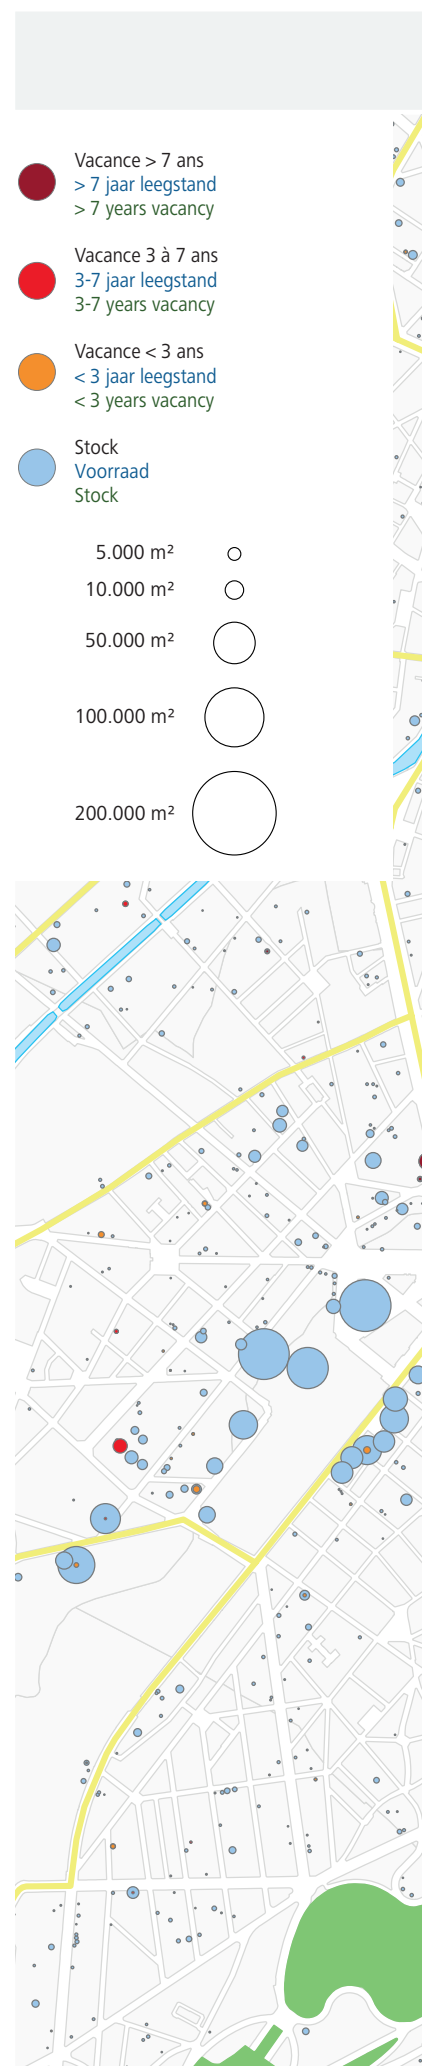 Vacance > 7 ans
> 7 jaar leegstand
> 7 years vacancy
Vacance 3 à 7 ans
3-7 jaar leegstand
3-7 years vacancy
Vacance < 3 ans
< 3 jaar leegstand
< 3 years vacancy
Stock
Voorraad
Stock
5.000 m²
10.000 m²
50.000 m²
100.000 m²
200.000 m²